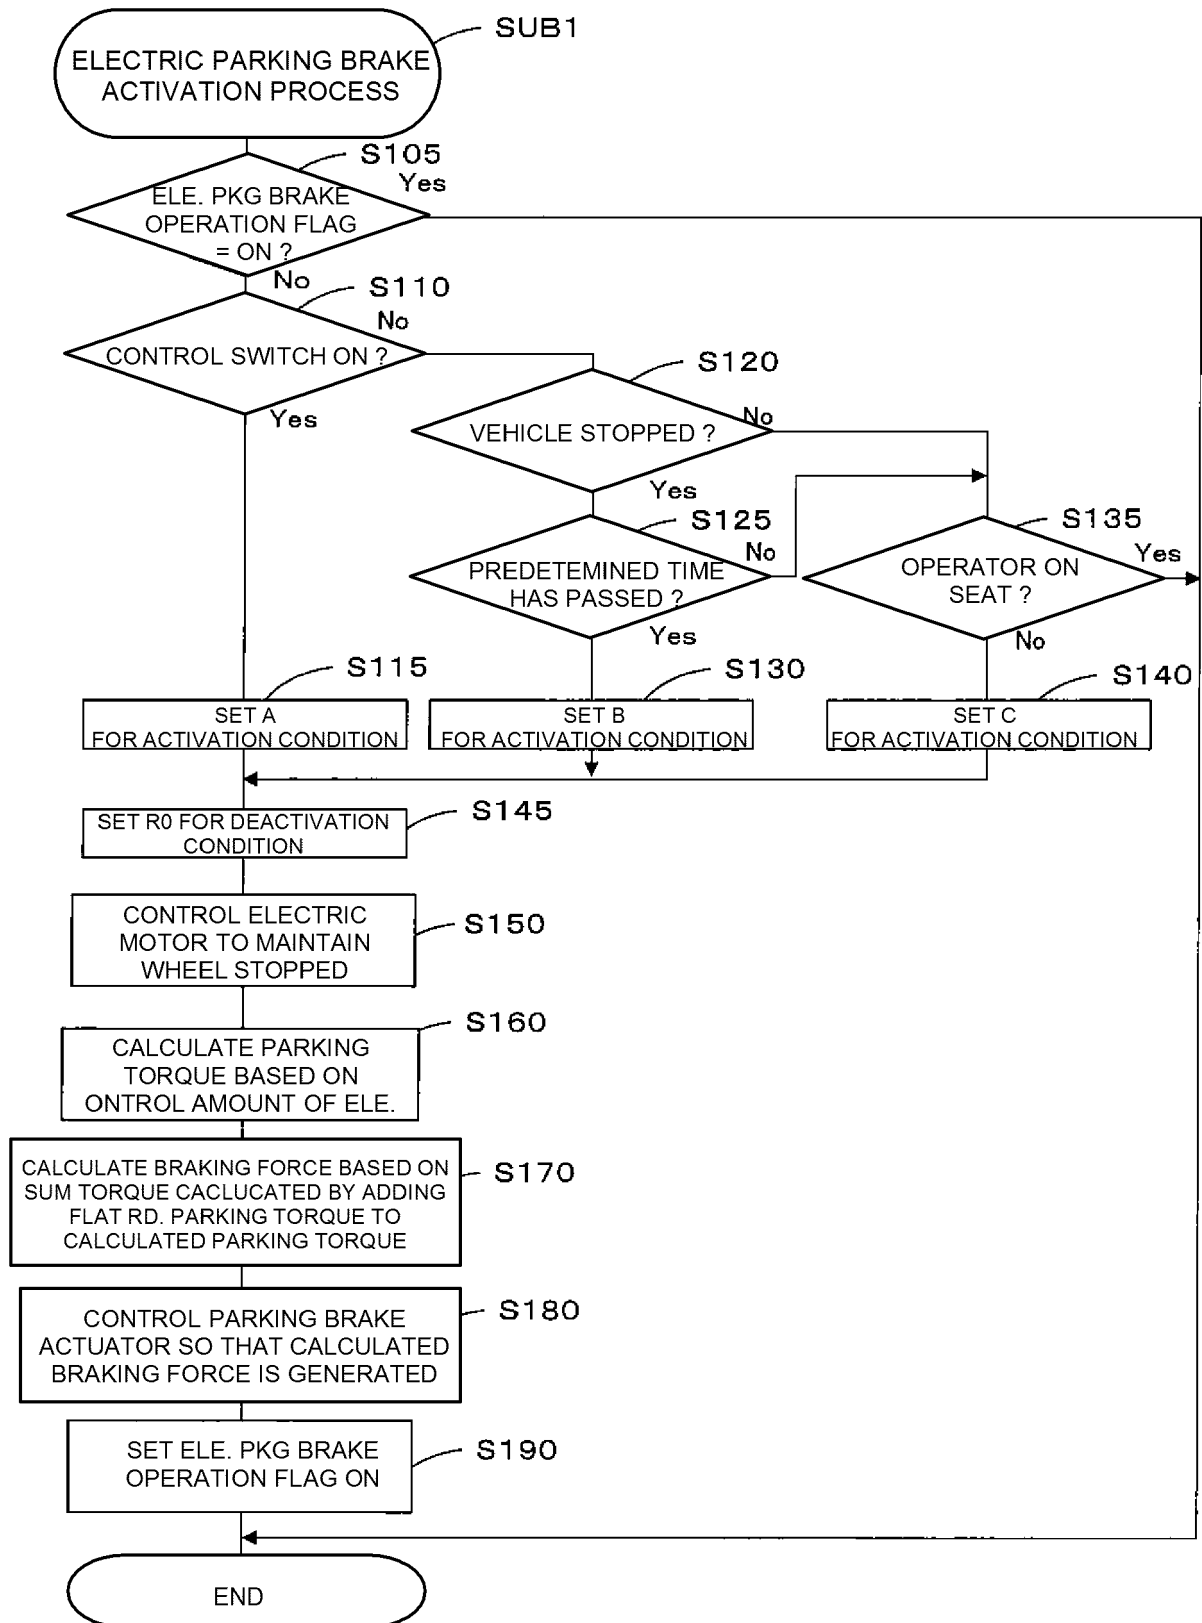 SUB1
ELECTRIC PARKING BRAKE
ACTIVATION PROCESS
S105
Yes
ELE. PKG BRAKE
OPERATION FLAG
= ON ?
No
S110
No
CONTROL SWITCH ON ?
Yes
S120
No
VEHICLE STOPPED ?
Yes
S125
No
PREDETEMINED TIME
HAS PASSED ?
Yes
S135
Yes
OPERATOR ON
SEAT ?
No
S115
SET A
FOR ACTIVATION CONDITION
S130
SET B
FOR ACTIVATION CONDITION
S140
SET C
FOR ACTIVATION CONDITION
S145
SET R0 FOR DEACTIVATION
CONDITION
S150
CONTROL ELECTRIC
MOTOR TO MAINTAIN
WHEEL STOPPED
S160
CALCULATE PARKING
TORQUE BASED ON
ONTROL AMOUNT OF ELE.
S170
CALCULATE BRAKING FORCE BASED ON
SUM TORQUE CACLUCATED BY ADDING
FLAT RD. PARKING TORQUE TO
CALCULATED PARKING TORQUE
S180
CONTROL PARKING BRAKE
ACTUATOR SO THAT CALCULATED
BRAKING FORCE IS GENERATED
S190
SET ELE. PKG BRAKE
OPERATION FLAG ON
END